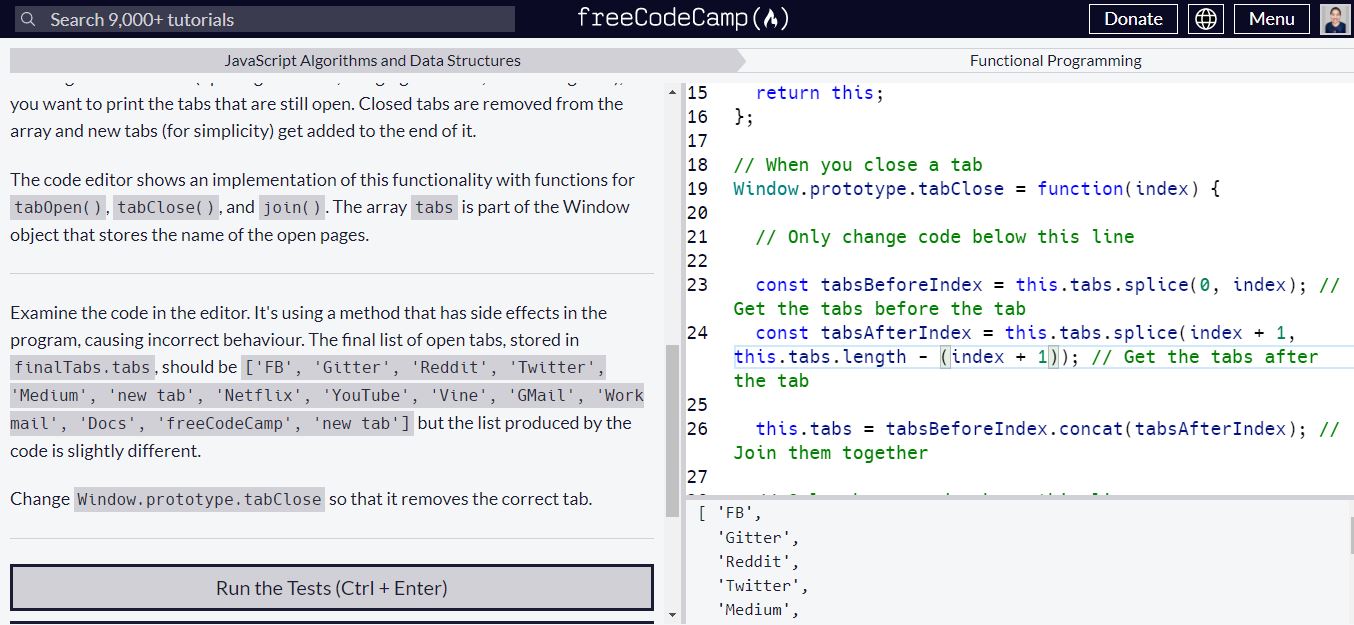 Search 9,000+ tutorials
freeCodeCamp(🔥)
Donate
Menu
JavaScript Algorithms and Data Structures
Functional Programming
you want to print the tabs that are still open. Closed tabs are removed from the
array and new tabs (for simplicity) get added to the end of it.
The code editor shows an implementation of this functionality with functions for
tabOpen(), tabClose(), and join(). The array tabs is part of the Window
object that stores the name of the open pages.
Examine the code in the editor. It's using a method that has side effects in the
program, causing incorrect behaviour. The final list of open tabs, stored in
finalTabs.tabs, should be ['FB', 'Gitter', 'Reddit', 'Twitter',
'Medium', 'new tab', 'Netflix', 'YouTube', 'Vine', 'GMail', 'Work
mail', 'Docs', 'freeCodeCamp', 'new tab'] but the list produced by the
code is slightly different.
Change Window.prototype.tabClose so that it removes the correct tab.
Run the Tests (Ctrl + Enter)
15 return this;
16 };
17
18 // When you close a tab
19 Window.prototype.tabClose = function(index) {
20
21 // Only change code below this line
22
23 const tabsBeforeIndex = this.tabs.splice(0, index); //
Get the tabs before the tab
24 const tabsAfterIndex = this.tabs.splice(index + 1,
this.tabs.length - (index + 1)); // Get the tabs after
the tab
25
26 this.tabs = tabsBeforeIndex.concat(tabsAfterIndex); //
Join them together
27
[ 'FB',
'Gitter',
'Reddit',
'Twitter',
'Medium',